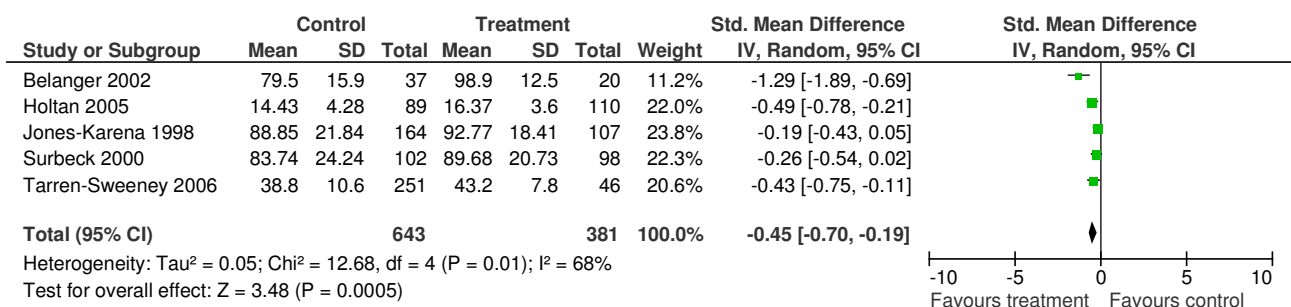 Control Treatment Std. Mean Difference Std. Mean Difference
Study or Subgroup Mean SD Total Mean SD Total Weight IV, Random, 95% CI IV, Random, 95% CI
Belanger 2002 79.5 15.9 37 98.9 12.5 20 11.2% -1.29 [-1.89, -0.69]
Holtan 2005 14.43 4.28 89 16.37 3.6 110 22.0% -0.49 [-0.78, -0.21]
Jones-Karena 1998 88.85 21.84 164 92.77 18.41 107 23.8% -0.19 [-0.43, 0.05]
Surbeck 2000 83.74 24.24 102 89.68 20.73 98 22.3% -0.26 [-0.54, 0.02]
Tarren-Sweeney 2006 38.8 10.6 251 43.2 7.8 46 20.6% -0.43 [-0.75, -0.11]
Total (95% CI) 643 381 100.0% -0.45 [-0.70, -0.19]
Heterogeneity: Tau² = 0.05; Chi² = 12.68, df = 4 (P = 0.01); I² = 68%
Test for overall effect: Z = 3.48 (P = 0.0005)
-10 -5 0 5 10
Favours treatment Favours control